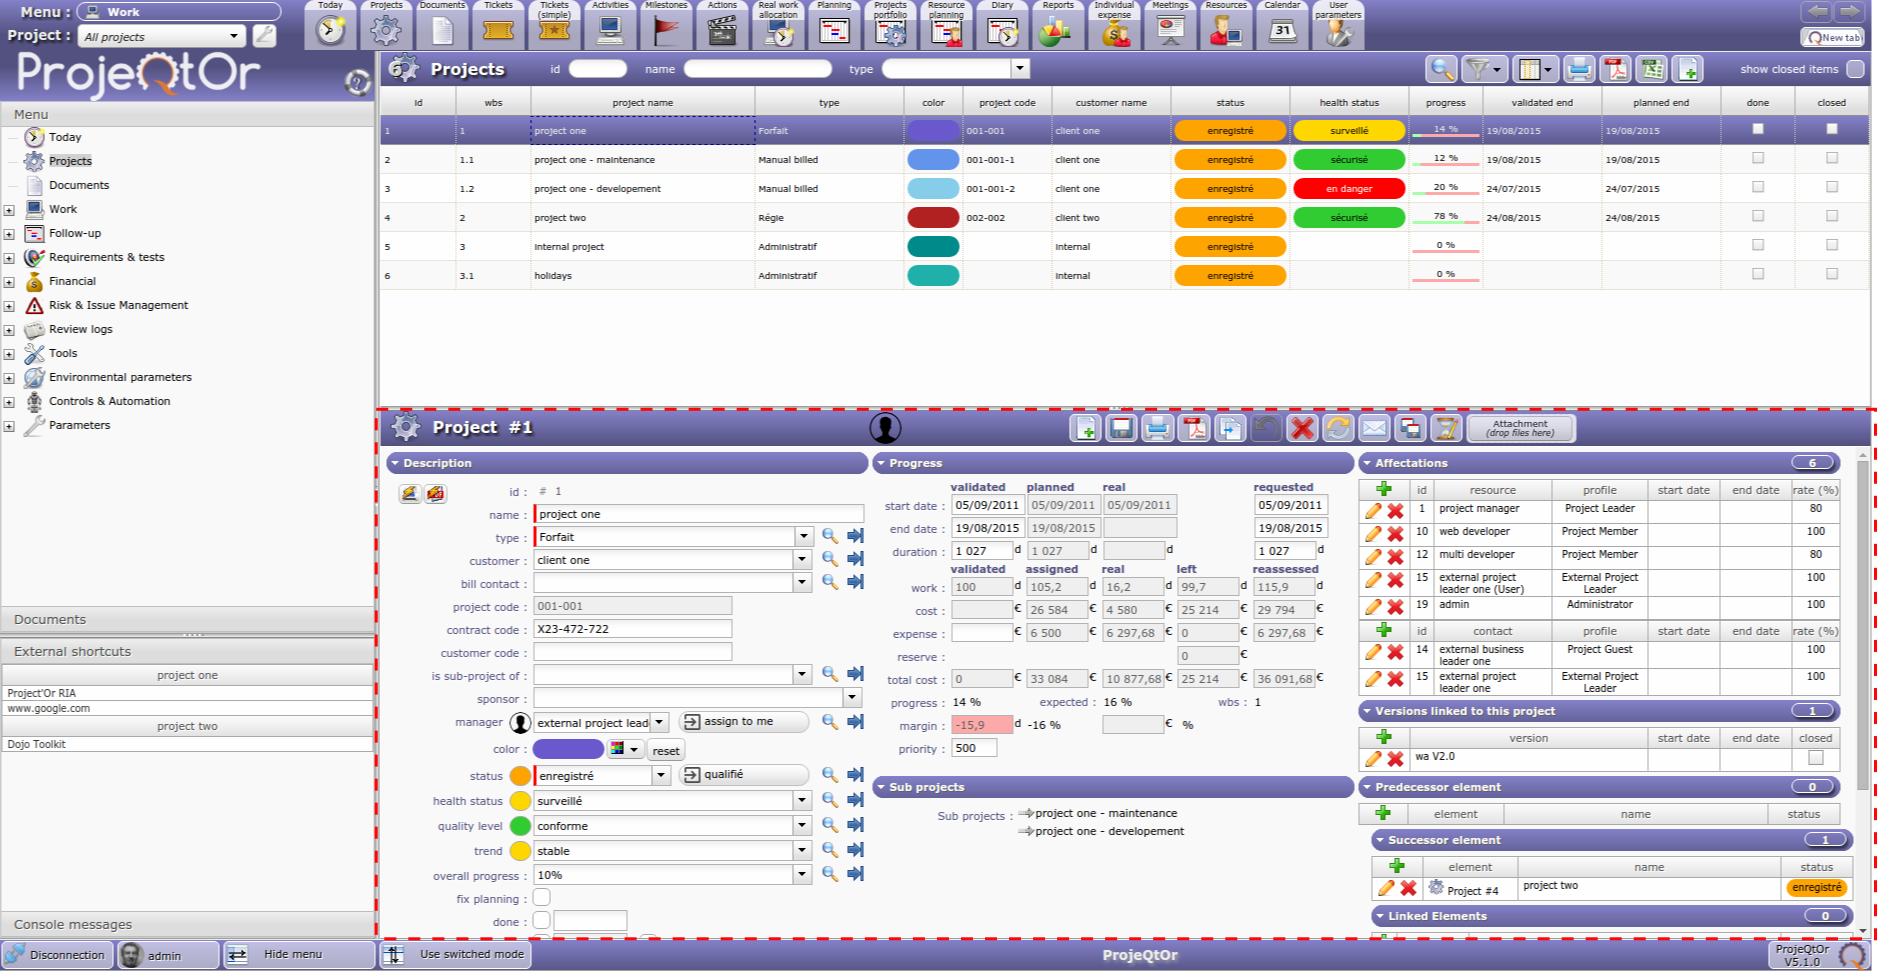 Menu : Work
Project : All projects
ProjeQtOr
Today
Projects
Documents
Tickets
Tickets (simple)
Activities
Milestones
Actions
Real work allocation
Planning
Projects portfolio
Resource planning
Diary
Reports
Individual expense
Meetings
Resources
Calendar
User parameters
31
New tab
Menu
Today
Projects
Documents
Work
Follow-up
Requirements & tests
Financial
Risk & Issue Management
Review logs
Tools
Environmental parameters
Controls & Automation
Parameters
Documents
External shortcuts
project one
Project'Or RIA
www.google.com
project two
Dojo Toolkit
Console messages
6 Projects id name type show closed items
id wbs project name type color project code customer name status health status progress validated end planned end done closed
1 1 project one Forfait 001-001 client one enregistré surveillé 14 % 19/08/2015 19/08/2015
2 1.1 project one - maintenance Manual billed 001-001-1 client one enregistré sécurisé 12 % 19/08/2015 19/08/2015
3 1.2 project one - developement Manual billed 001-001-2 client one enregistré en danger 20 % 24/07/2015 24/07/2015
4 2 project two Régie 002-002 client two enregistré sécurisé 78 % 24/08/2015 24/08/2015
5 3 internal project Administratif internal enregistré 0 %
6 3.1 holidays Administratif internal enregistré 0 %
Project #1
Attachment
(drop files here)
Description
id : # 1
name : project one
type : Forfait
customer : client one
bill contact :
project code : 001-001
contract code : X23-472-722
customer code :
is sub-project of :
sponsor :
manager external project lead assign to me
color : reset
status enregistré qualifié
health status surveillé
quality level conforme
trend stable
overall progress : 10%
fix planning :
done :
Progress
validated planned real requested
start date : 05/09/2011 05/09/2011 05/09/2011 05/09/2011
end date : 19/08/2015 19/08/2015 19/08/2015
duration : 1 027 d 1 027 d d 1 027 d
validated assigned real left reassessed
work : 100 d 105,2 d 16,2 d 99,7 d 115,9 d
cost : € 26 584 € 4 580 € 25 214 € 29 794 €
expense : € 6 500 € 6 297,68 € 0 € 6 297,68 €
reserve : 0 €
total cost : 0 € 33 084 € 10 877,68 € 25 214 € 36 091,68 €
progress : 14 % expected : 16 % wbs : 1
margin : -15,9 d -16 % € %
priority : 500
Sub projects
Sub projects : project one - maintenance
project one - developement
Affectations 6
id resource profile start date end date rate (%)
1 project manager Project Leader 80
10 web developer Project Member 100
12 multi developer Project Member 80
15 external project leader one (User) External Project Leader 100
19 admin Administrator 100
id contact profile start date end date rate (%)
14 external business leader one Project Guest 100
15 external project leader one External Project Leader 100
Versions linked to this project 1
version start date end date closed
wa V2.0
Predecessor element 0
element name status
Successor element 1
element name status
Project #4 project two enregistré
Linked Elements 0
Disconnection
admin
Hide menu
Use switched mode
ProjeQtOr
ProjeQtOr
V5.1.0